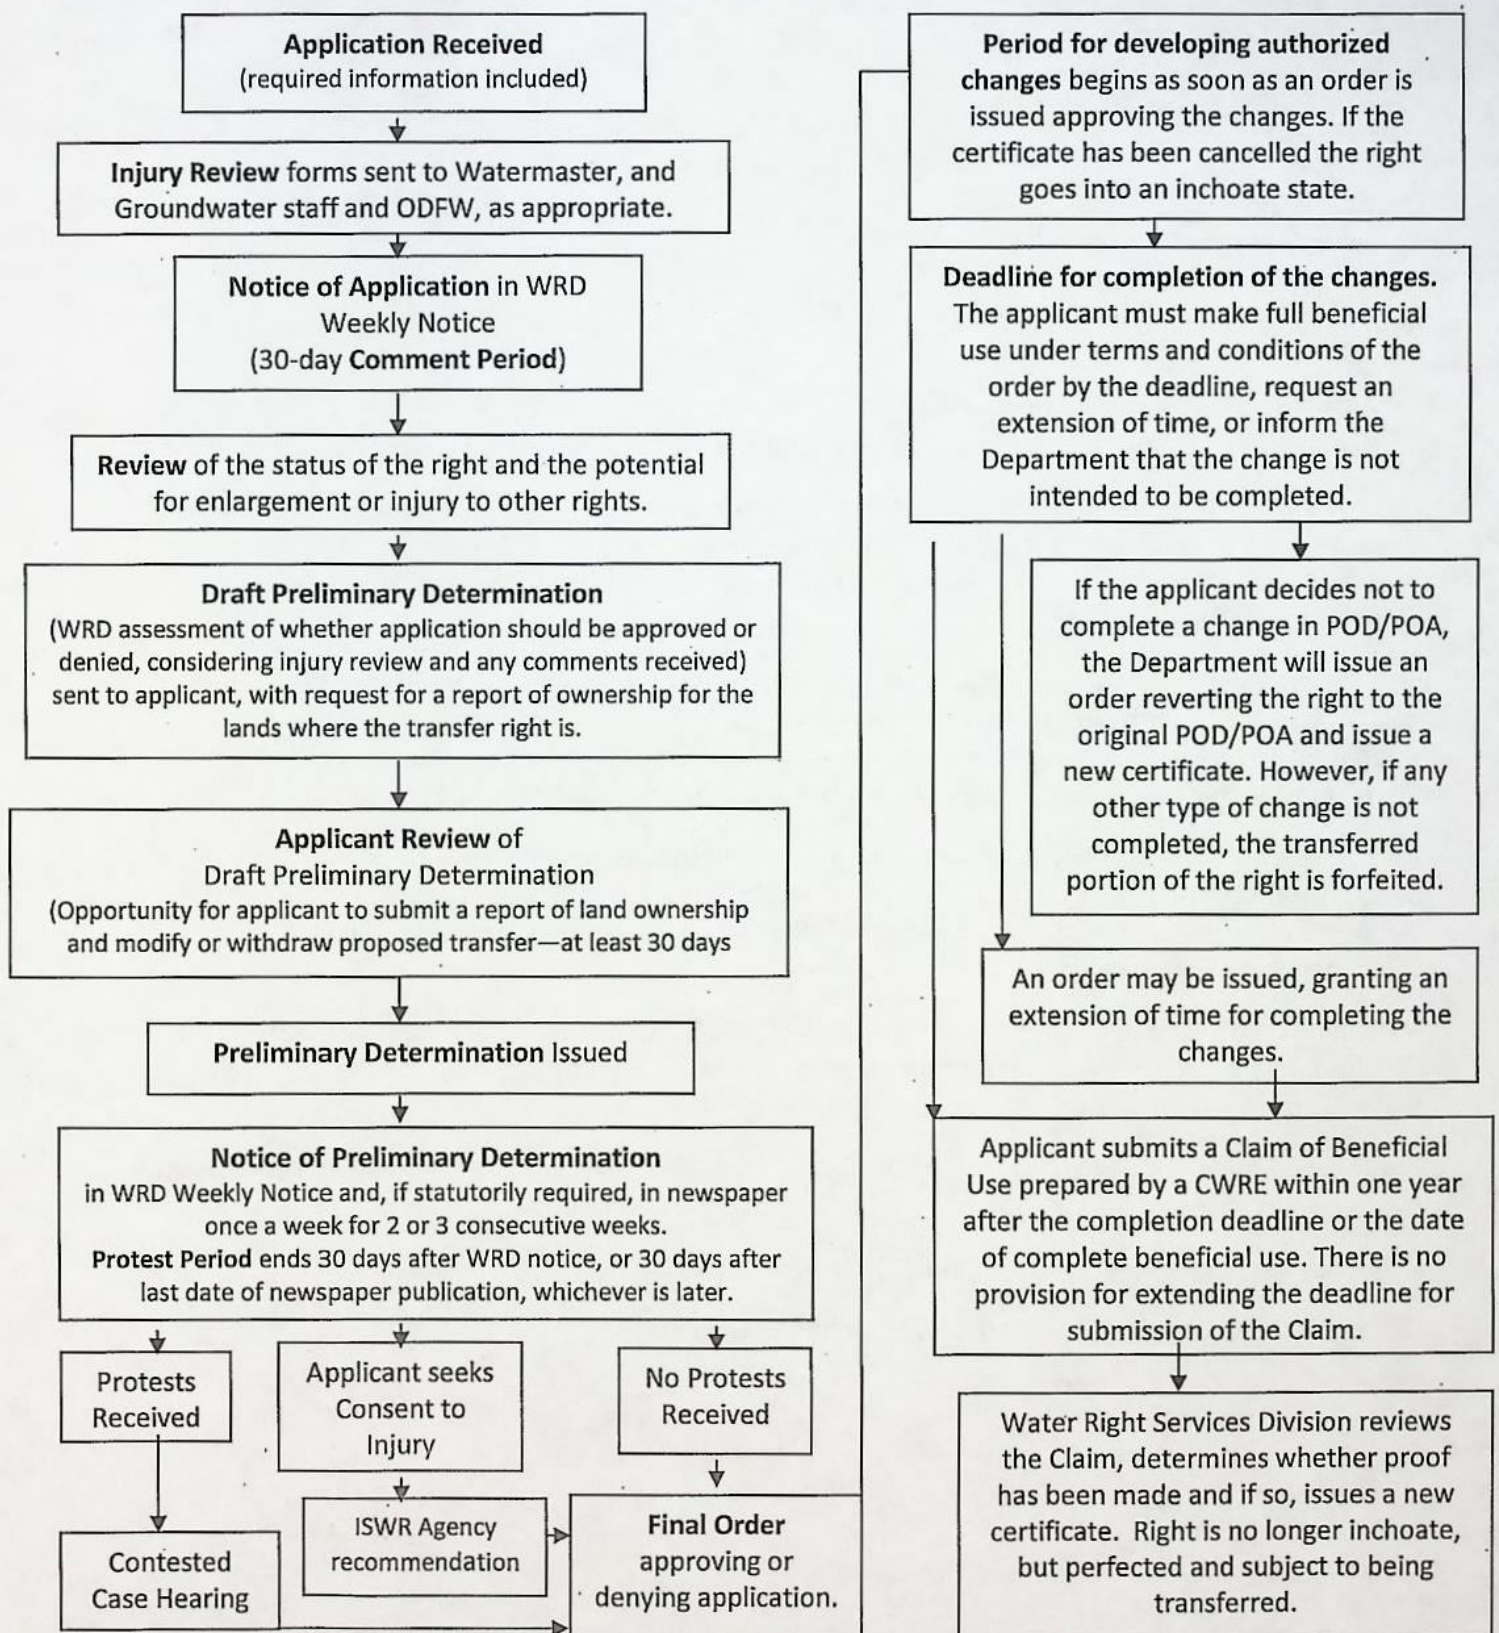 Application Received
(required information included)
Injury Review forms sent to Watermaster, and
Groundwater staff and ODFW, as appropriate.
Notice of Application in WRD
Weekly Notice
(30-day Comment Period)
Review of the status of the right and the potential
for enlargement or injury to other rights.
Draft Preliminary Determination
(WRD assessment of whether application should be approved or
denied, considering injury review and any comments received)
sent to applicant, with request for a report of ownership for the
lands where the transfer right is.
Applicant Review of
Draft Preliminary Determination
(Opportunity for applicant to submit a report of land ownership
and modify or withdraw proposed transfer—at least 30 days
Preliminary Determination Issued
Notice of Preliminary Determination
in WRD Weekly Notice and, if statutorily required, in newspaper
once a week for 2 or 3 consecutive weeks.
Protest Period ends 30 days after WRD notice, or 30 days after
last date of newspaper publication, whichever is later.
Protests
Received
Applicant seeks
Consent to
Injury
No Protests
Received
Contested
Case Hearing
ISWR Agency
recommendation
Final Order
approving or
denying application.
Period for developing authorized
changes begins as soon as an order is
issued approving the changes. If the
certificate has been cancelled the right
goes into an inchoate state.
Deadline for completion of the changes.
The applicant must make full beneficial
use under terms and conditions of the
order by the deadline, request an
extension of time, or inform the
Department that the change is not
intended to be completed.
If the applicant decides not to
complete a change in POD/POA,
the Department will issue an
order reverting the right to the
original POD/POA and issue a
new certificate. However, if any
other type of change is not
completed, the transferred
portion of the right is forfeited.
An order may be issued, granting an
extension of time for completing the
changes.
Applicant submits a Claim of Beneficial
Use prepared by a CWRE within one year
after the completion deadline or the date
of complete beneficial use. There is no
provision for extending the deadline for
submission of the Claim.
Water Right Services Division reviews
the Claim, determines whether proof
has been made and if so, issues a new
certificate. Right is no longer inchoate,
but perfected and subject to being
transferred.